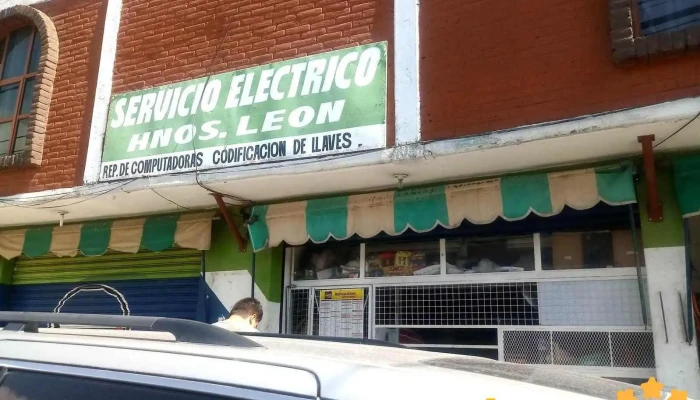 SERVICIO ELECTRICO
HNOS. LEON
REP. DE COMPUTADORAS CODIFICACION DE LLAVES.